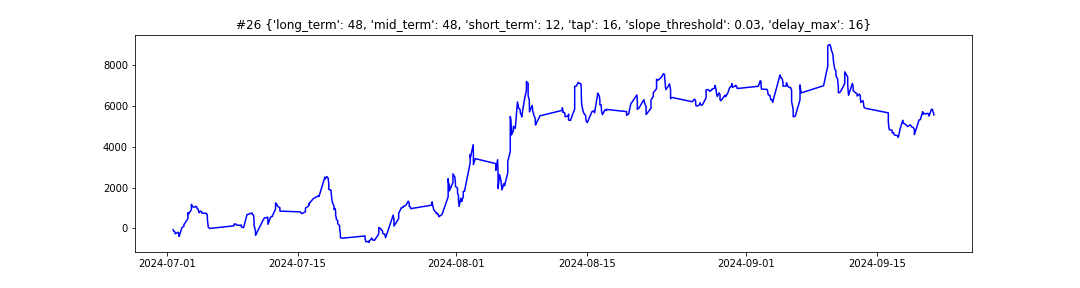 #26 {'long_term': 48, 'mid_term': 48, 'short_term': 12, 'tap': 16, 'slope_threshold': 0.03, 'delay_max': 16}
8000
6000
4000
2000
0
2024-07-01 2024-07-15 2024-08-01 2024-08-15 2024-09-01 2024-09-15